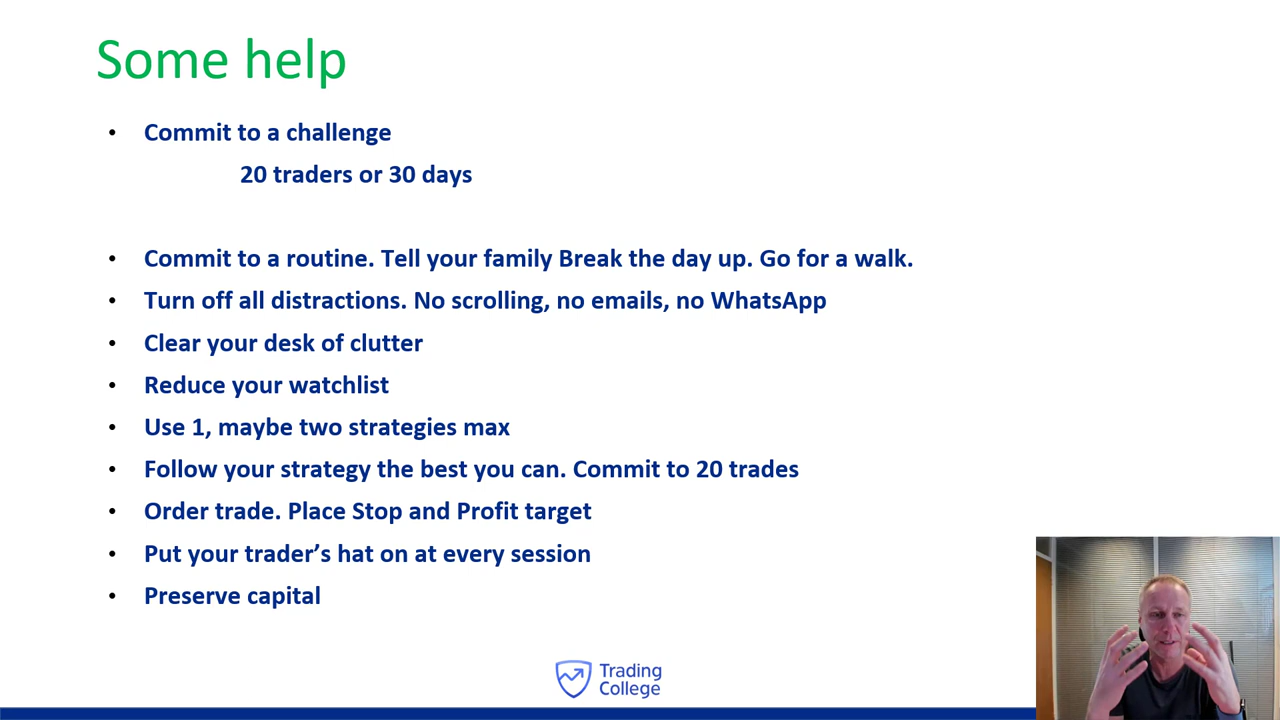 Some help
• Commit to a challenge
20 traders or 30 days
• Commit to a routine. Tell your family Break the day up. Go for a walk.
• Turn off all distractions. No scrolling, no emails, no WhatsApp
• Clear your desk of clutter
• Reduce your watchlist
• Use 1, maybe two strategies max
• Follow your strategy the best you can. Commit to 20 trades
• Order trade. Place Stop and Profit target
• Put your trader’s hat on at every session
• Preserve capital
Trading
College